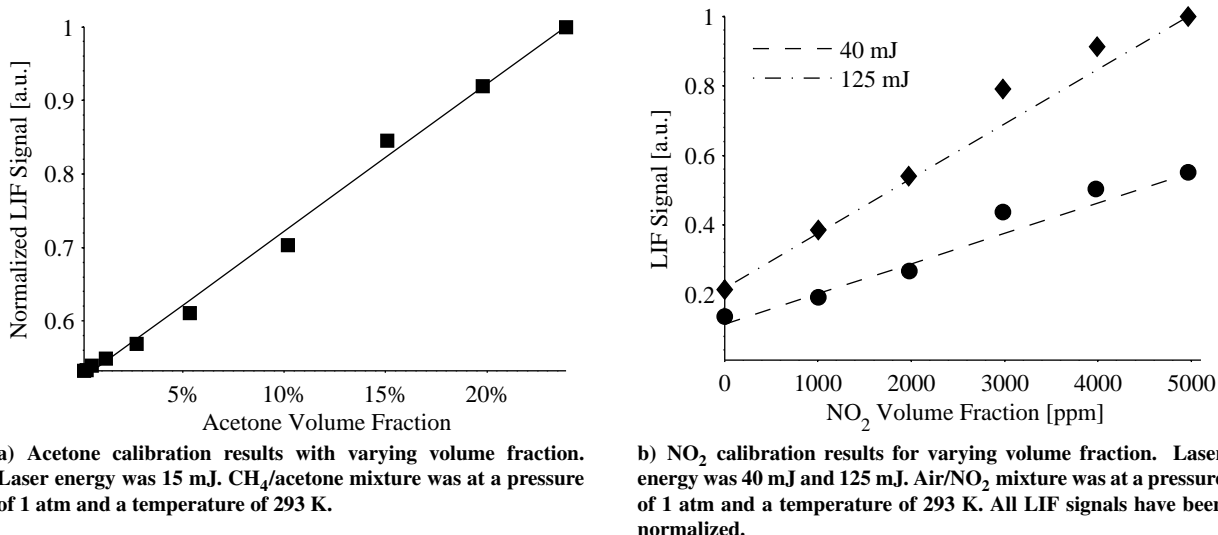 1
0.9
0.8
0.7
0.6
Normalized LIF Signal [a.u.]
5%
10%
15%
20%
Acetone Volume Fraction
a) Acetone calibration results with varying volume fraction.
Laser energy was 15 mJ. CH4/acetone mixture was at a pressure
of 1 atm and a temperature of 293 K.
1
0.8
0.6
0.4
0.2
LIF Signal [a.u.]
40 mJ
125 mJ
0
1000
2000
3000
4000
5000
NO2 Volume Fraction [ppm]
b) NO2 calibration results for varying volume fraction. Laser
energy was 40 mJ and 125 mJ. Air/NO2 mixture was at a pressure
of 1 atm and a temperature of 293 K. All LIF signals have been
normalized.